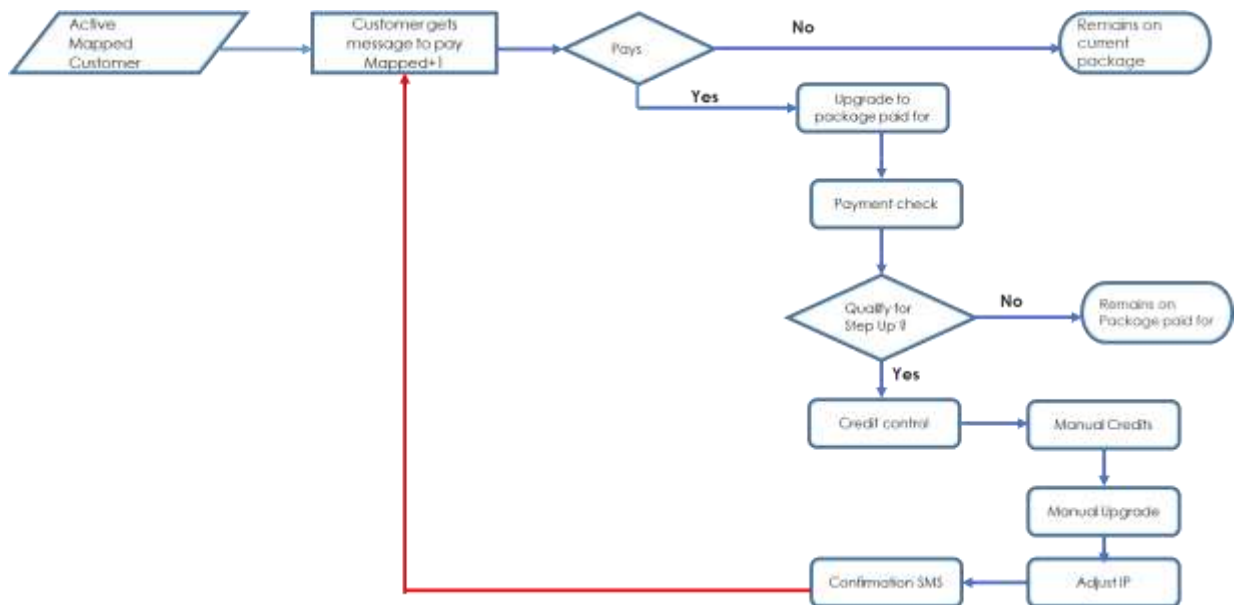 Active
Mapped
Customer
Customer gets
message to pay
Mapped+1
Pays
No
Remains on
current
package
Yes
Upgrade to
package paid for
Payment check
Qualify for
Step Up ?
No
Remains on
Package paid for
Yes
Credit control
Manual Credits
Manual Upgrade
Confirmation SMS
Adjust IP